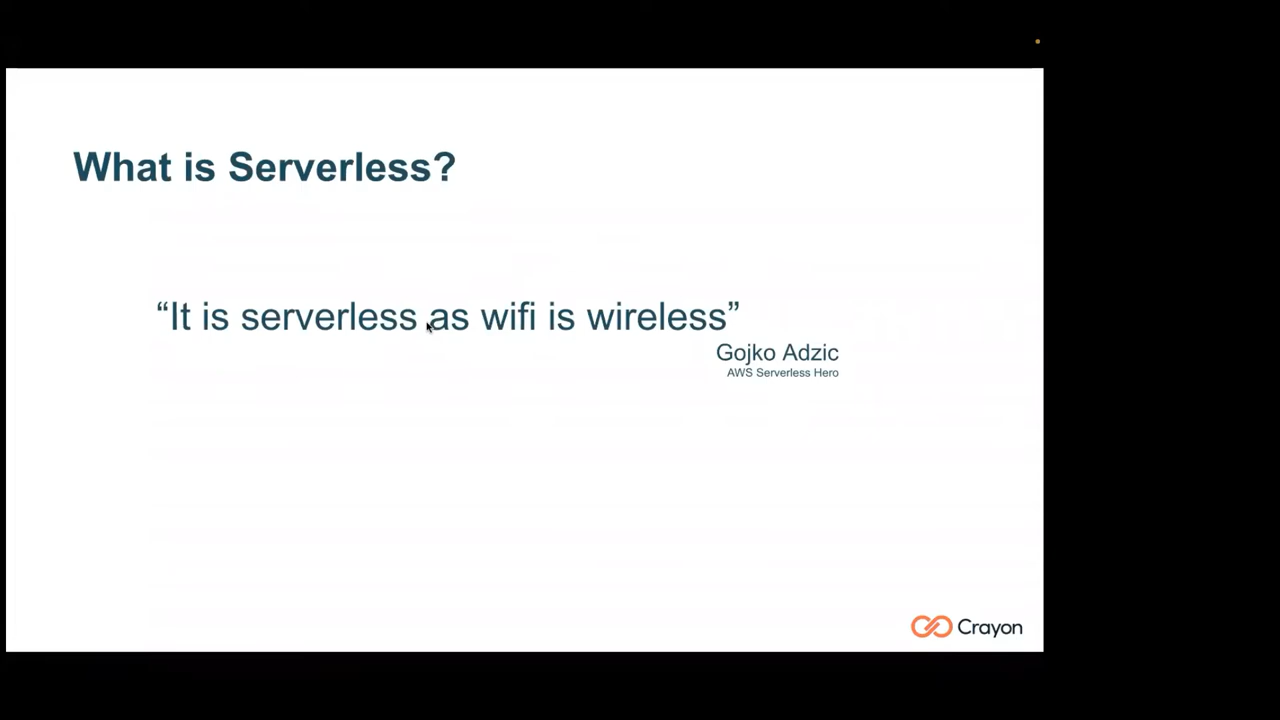 What is Serverless?
“It is serverless as wifi is wireless”
Gojko Adzic
AWS Serverless Hero
Crayon